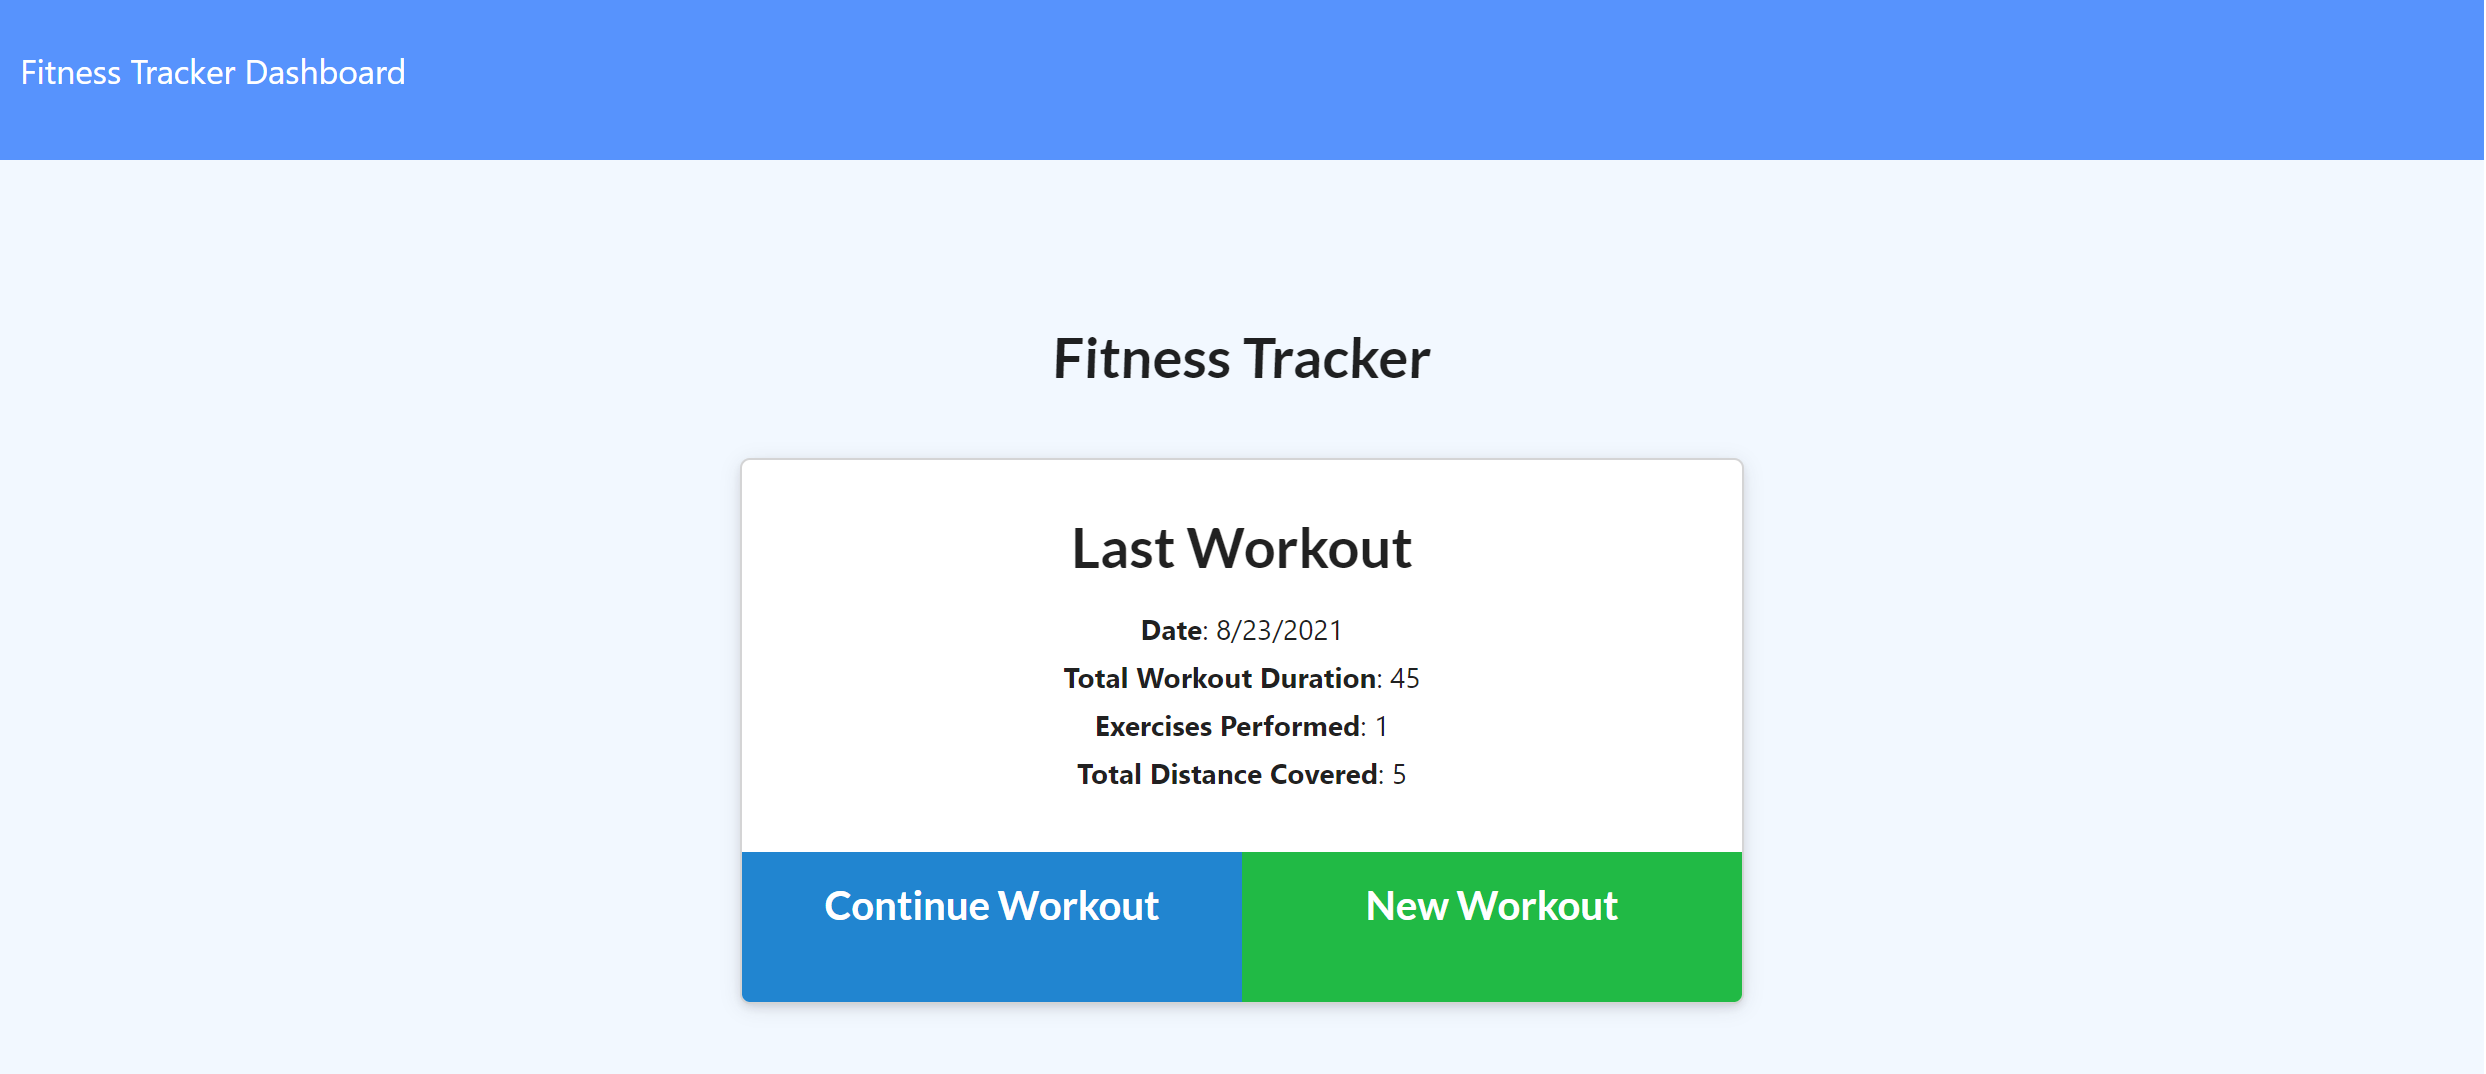 Fitness Tracker Dashboard
Fitness Tracker
Last Workout
Date: 8/23/2021
Total Workout Duration: 45
Exercises Performed: 1
Total Distance Covered: 5
Continue Workout New Workout